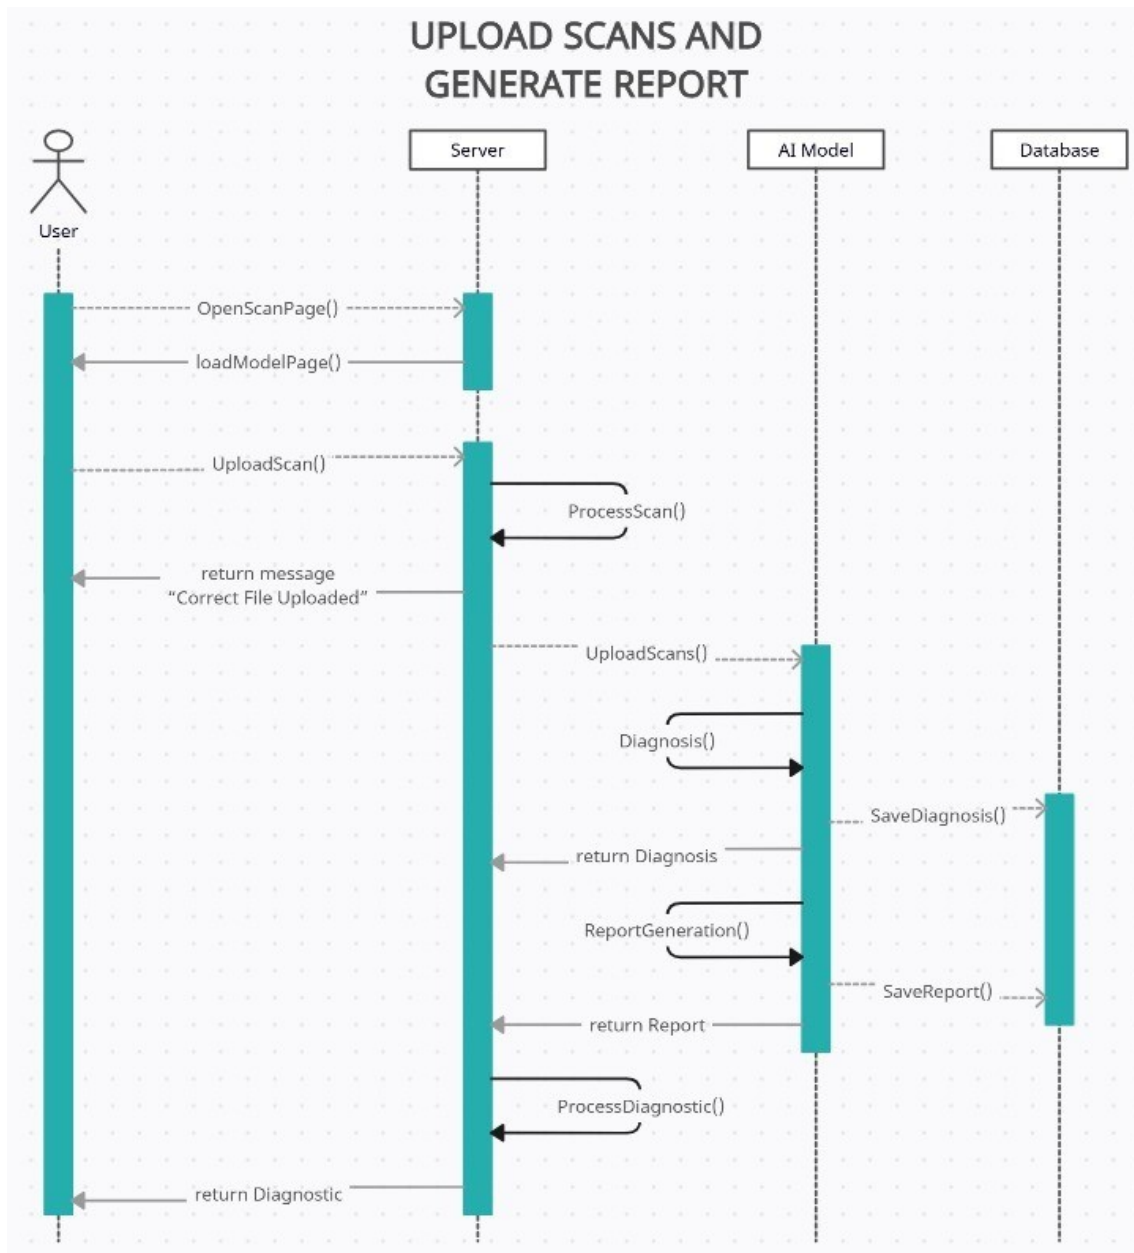 UPLOAD SCANS AND
GENERATE REPORT
User
Server
AI Model
Database
OpenScanPage()
loadModelPage()
UploadScan()
ProcessScan()
return message
“Correct File Uploaded”
UploadScans()
Diagnosis()
SaveDiagnosis()
return Diagnosis
ReportGeneration()
SaveReport()
return Report
ProcessDiagnostic()
return Diagnostic